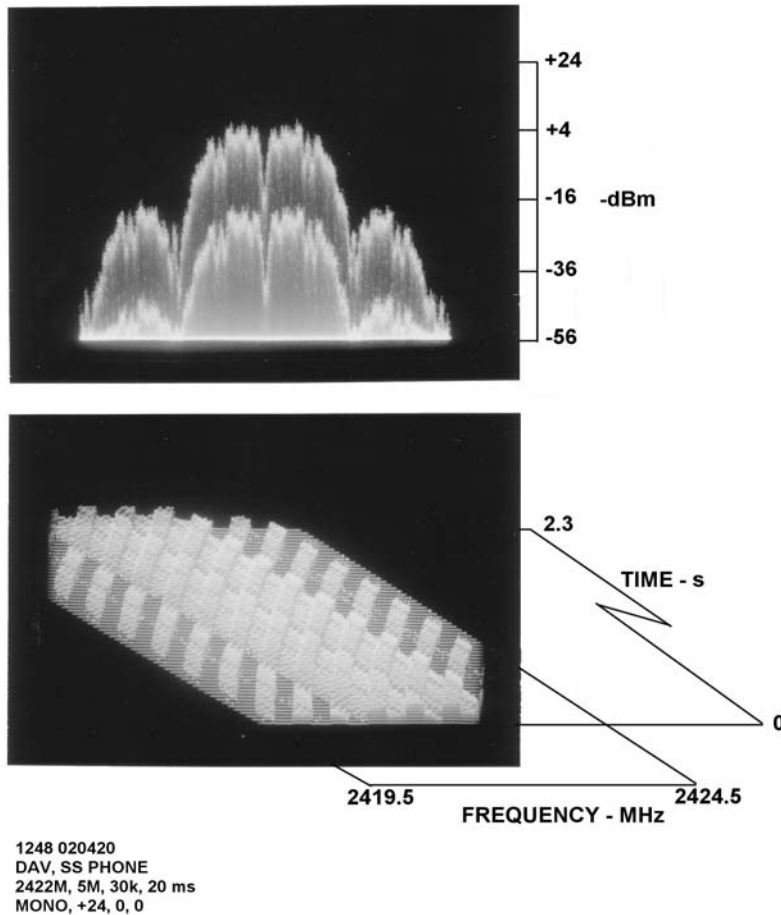 +24
+4
-16
-dBm
-36
-56
2.3
TIME - s
0
2419.5
2424.5
FREQUENCY - MHz
1248 020420
DAV, SS PHONE
2422M, 5M, 30k, 20 ms
MONO, +24, 0, 0